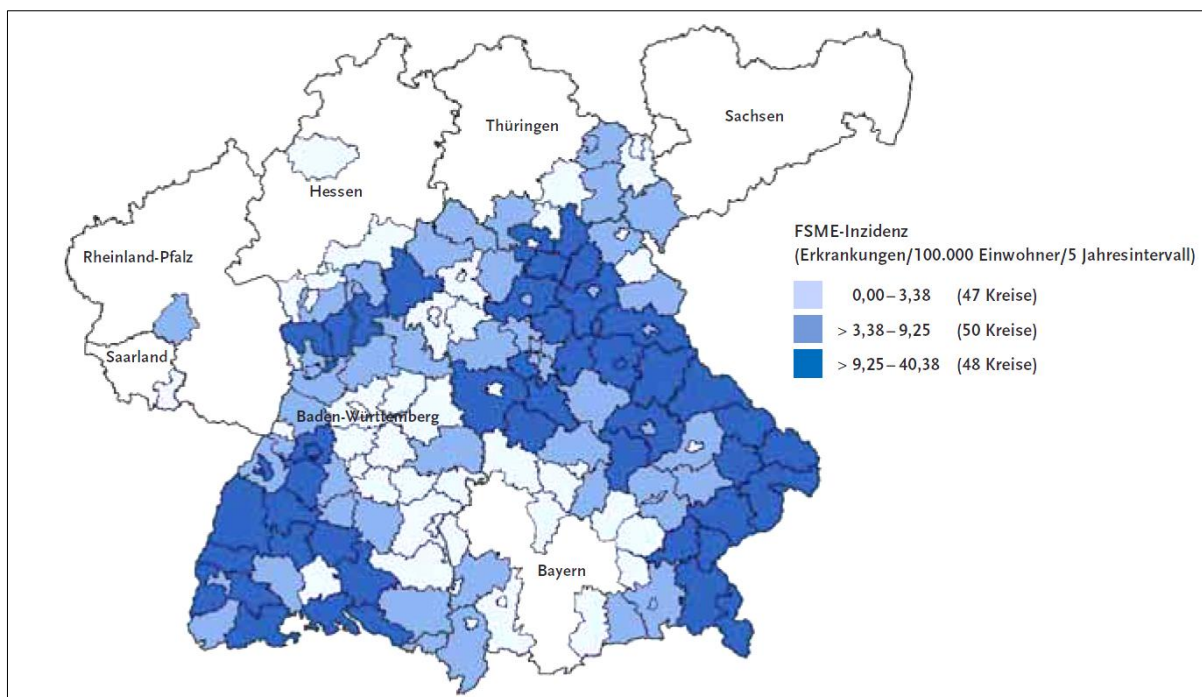 Sachsen
Thüringen
Hessen
Rheinland-Pfalz
Saarland
Baden-Württemberg
Bayern
FSME-Inzidenz
(Erkrankungen/100.000 Einwohner/5 Jahresintervall)
0,00 – 3,38 (47 Kreise)
> 3,38 – 9,25 (50 Kreise)
> 9,25 – 40,38 (48 Kreise)